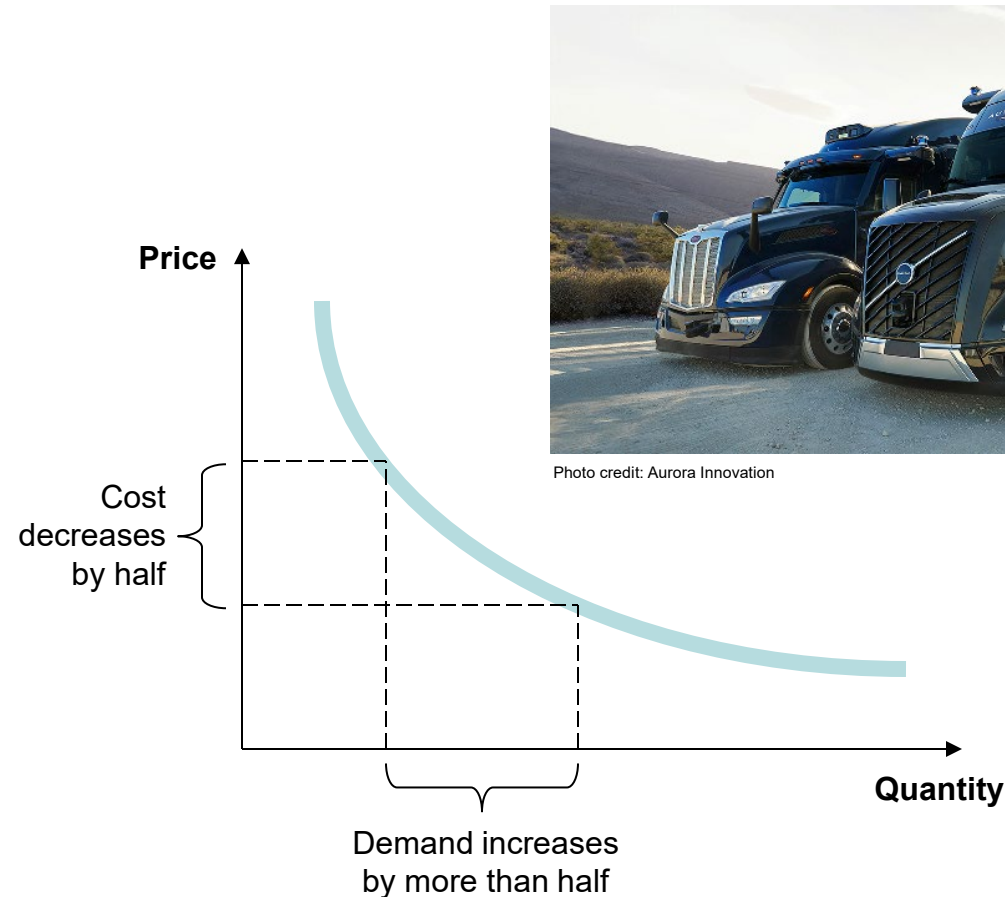 Price
Photo credit: Aurora Innovation
Cost
decreases
by half
Quantity
Demand increases
by more than half